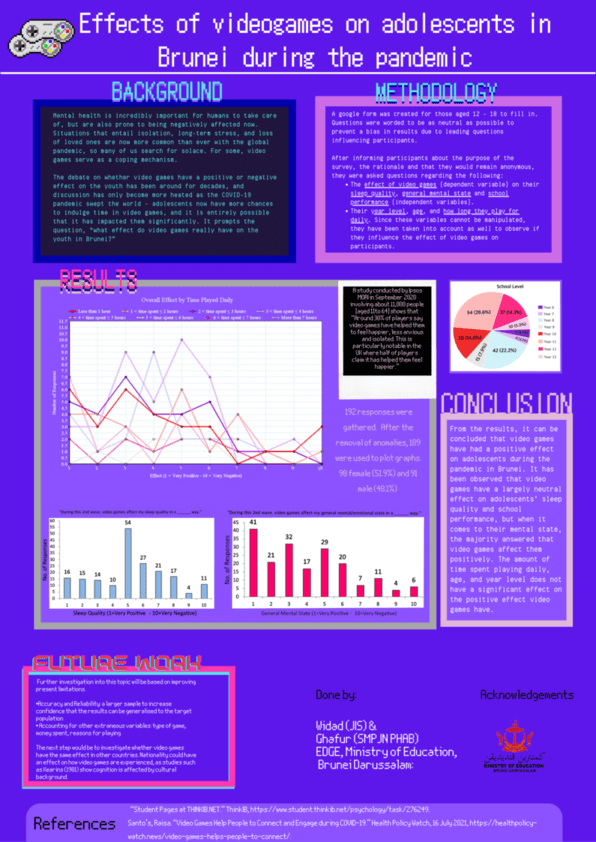 Effects of videogames on adolescents in
Brunei during the pandemic
BACKGROUND
Mental health is incredibly important for humans to take care
of, but are also prone to being negatively affected now.
Situations that entail isolation, long-term stress, and loss
of loved ones are now more common than ever with the global
pandemic, so many of us search for solace. For some, video
games serve as a coping mechanism.
The debate on whether video games have a positive or negative
effect on the youth has been around for decades, and
discussion has only become more heated as the COVID-19
pandemic swept the world - adolescents now have more chances
to indulge time in video games, and it is entirely possible
that it has impacted them significantly. It prompts the
question, "what effect do video games really have on the
youth in Brunei?"
METHODOLOGY
A google form was created for those aged 12 - 18 to fill in.
Questions were worded to be as neutral as possible to
prevent a bias in results due to leading questions
influencing participants.
After informing participants about the purpose of the
survey, the rationale and that they would remain anonymous,
they were asked questions regarding the following:
• The effect of video games (dependent variable) on their
sleep quality, general mental state and school
performance (independent variables).
• Their year level, age, and how long they play for
daily. Since these variables cannot be manipulated,
they have been taken into account as well to observe if
they influence the effect of video games on
participants.
RESULTS
Overall Effect by Time Played Daily
Less than 1 hour
More than 7 hours
Number of Responses
Effect (1 = Very Positive - 10 = Very Negative)
A study conducted by Ipsos
MORI in September 2020
involving about 11,000 people
(aged 11 to 64) shows that
"Around 30% of players say
video games have helped them
feel happier, less anxious
and isolated. This is
particularly notable in the
UK where half of players
claim it has helped them feel
happier."
192 responses were
gathered. After the
removal of anomalies, 189
were used to plot graphs.
98 female (51.9%) and 91
male (48.1%)
School Level
54 (28.6%)
42 (22.2%)
Year 6
Year 7
Year 8
Year 9
Year 10
Year 11
Year 12
Year 13
"During this 2nd wave, video games affect my sleep quality in a ______ way."
No. of Responses
60
55
50
45
40
35
30
25
20
15
10
5
0
16 15 14 10 54 27 21 17 4 11
1 2 3 4 5 6 7 8 9 10
Sleep Quality (1=Very Positive - 10=Very Negative)
"During this 2nd wave, video games affect my general mental/emotional state in a ______ way."
No. of Responses
45
40
35
30
25
20
15
10
5
0
41 21 32 17 29 20 7 11 4 6
1 2 3 4 5 6 7 8 9 10
General Mental State (1=Very Positive - 10=Very Negative)
CONCLUSION
From the results, it can be
concluded that video games
have had a positive effect
on adolescents during the
pandemic in Brunei. It has
been observed that video
games have a largely neutral
effect on adolescents' sleep
quality and school
performance, but when it
comes to their mental state,
the majority answered that
video games affect them
positively. The amount of
time spent playing daily,
age, and year level does not
have a significant effect on
the positive effect video
games have.
FUTURE WORK
Further investigation into this topic will be based on improving
present limitations.
•Accuracy and Reliability: a larger sample to increase
confidence that the results can be generalised to the target
population
• Accounting for other extraneous variables: type of game,
money spent, reasons for playing
The next step would be to investigate whether video games
have the same effect in other countries. Nationality could have
an effect on how video games are experienced, as studies such
as Kearins (1981) show cognition is affected by cultural
background.
Done by:
Widad (JIS) &
Ghafur (SMPJN PHAB)
EDGE, Ministry of Education,
Brunei Darussalam:
Acknowledgements
MINISTRY OF EDUCATION
BRUNEI DARUSSALAM
References
"Student Pages at THINKIB.NET." ThinkIB, https://www.student.thinkib.net/psychology/task/276249.
Santo's, Raisa. "Video Games Help People to Connect and Engage during COVID-19." Health Policy Watch, 16 July 2021, https://healthpolicy-
watch.news/video-games-helps-people-to-connect/.